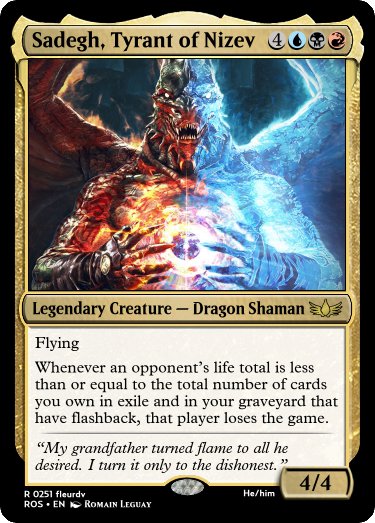 Sadegh, Tyrant of Nizev 4
Legendary Creature — Dragon Shaman
Flying
Whenever an opponent's life total is less
than or equal to the total number of cards
you own in exile and in your graveyard that
have flashback, that player loses the game.
“My grandfather turned flame to all he
desired. I turn it only to the dishonest.”
4/4
R 0251 fleurdv He/him
ROS • EN Romain Leguay